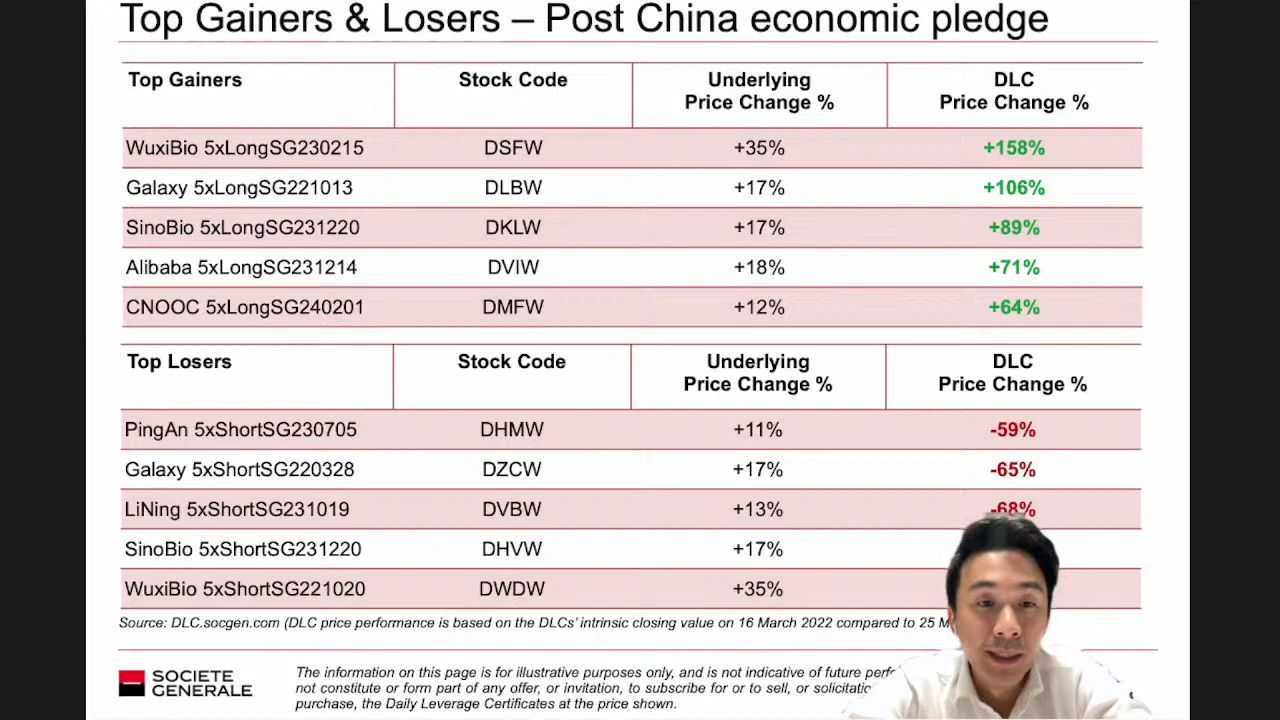 Top Gainers & Losers – Post China economic pledge
Top Gainers Stock Code Underlying Price Change % DLC Price Change %
WuxiBio 5xLongSG230215 DSFW +35% +158%
Galaxy 5xLongSG221013 DLBW +17% +106%
SinoBio 5xLongSG231220 DKLW +17% +89%
Alibaba 5xLongSG231214 DVIW +18% +71%
CNOOC 5xLongSG240201 DMFW +12% +64%
Top Losers Stock Code Underlying Price Change % DLC Price Change %
PingAn 5xShortSG230705 DHMW +11% -59%
Galaxy 5xShortSG220328 DZCW +17% -65%
LiNing 5xShortSG231019 DVBW +13% -68%
SinoBio 5xShortSG231220 DHVW +17%
WuxiBio 5xShortSG221020 DWDW +35%
Source: DLC.socgen.com (DLC price performance is based on the DLCs' intrinsic closing value on 16 March 2022 compared to 25
SOCIETE GENERALE
The information on this page is for illustrative purposes only, and is not indicative of future
not constitute or form part of any offer, or invitation, to subscribe for or to sell, or
purchase, the Daily Leverage Certificates at the price shown.